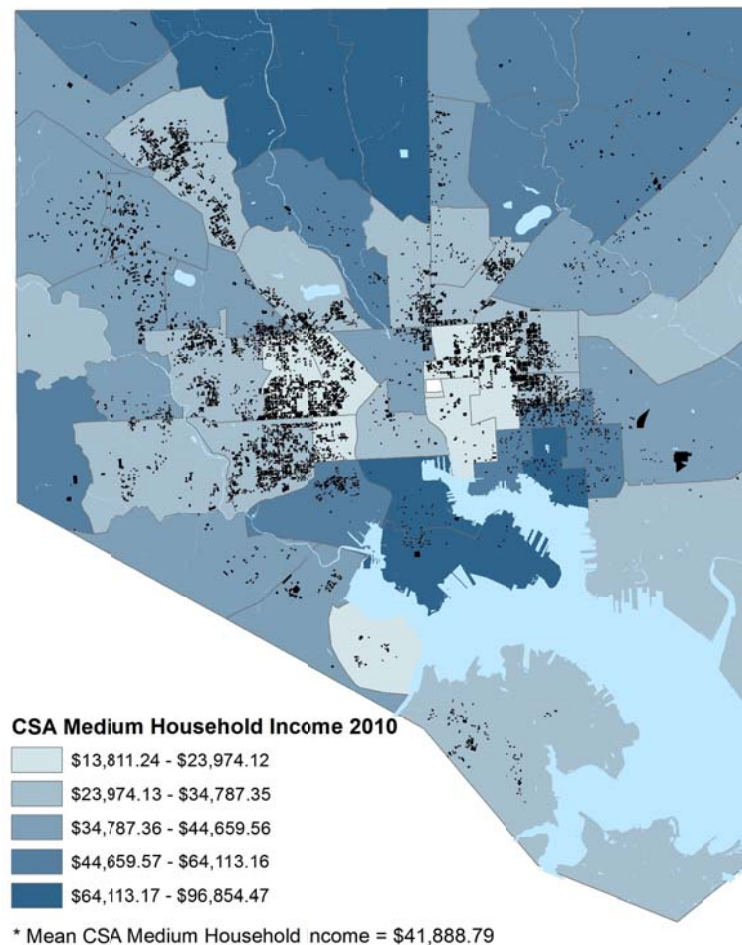 CSA Medium Household Income 2010
$13,811.24 - $23,974.12
$23,974.13 - $34,787.35
$34,787.36 - $44,659.56
$44,659.57 - $64,113.16
$64,113.17 - $96,854.47
* Mean CSA Medium Household Income = $41,888.79